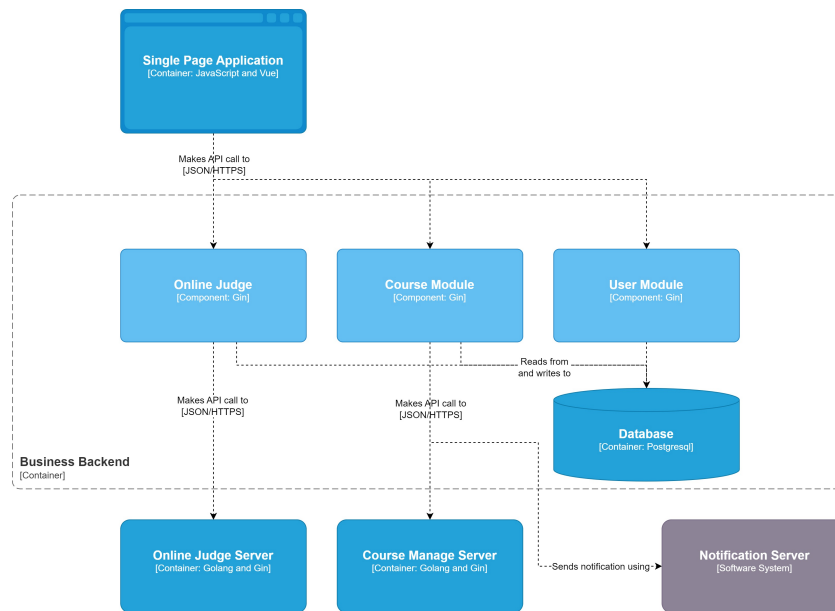 Single Page Application
[Container: JavaScript and Vue]
Makes API call to
[JSON/HTTPS]
Online Judge
[Component: Gin]
Course Module
[Component: Gin]
User Module
[Component: Gin]
Reads from
and writes to
Makes API call to
[JSON/HTTPS]
Makes API call to
[JSON/HTTPS]
Database
[Container: Postgresql]
Business Backend
[Container]
Online Judge Server
[Container: Golang and Gin]
Course Manage Server
[Container: Golang and Gin]
Sends notification using
Notification Server
[Software System]